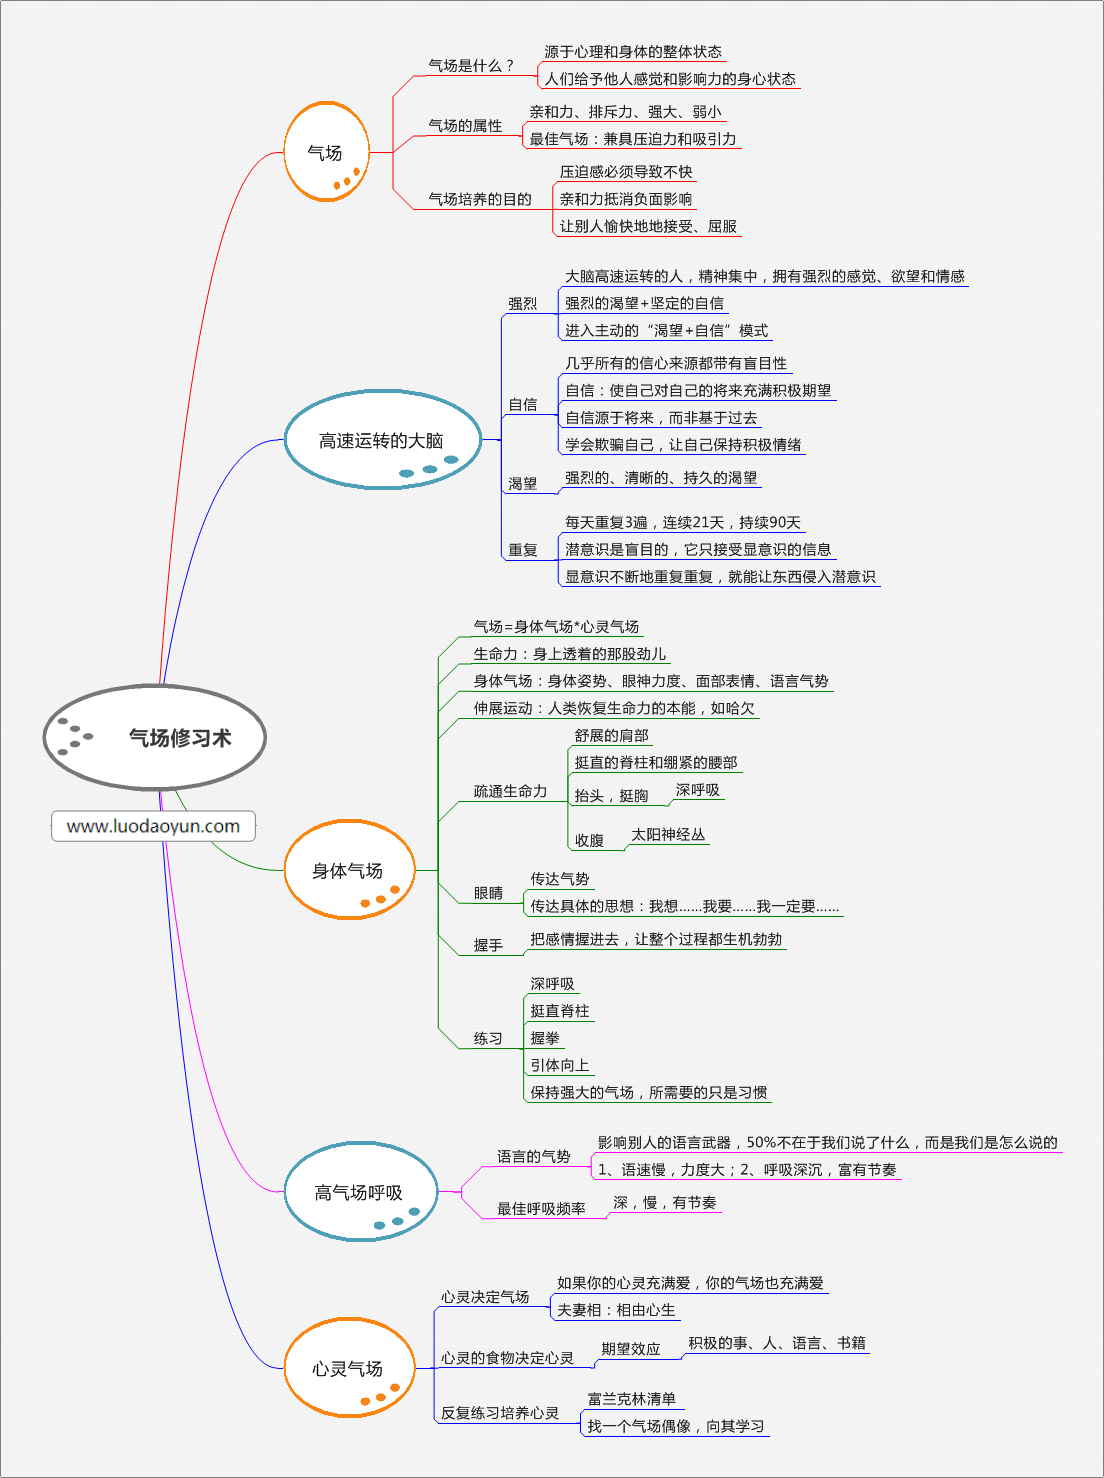 气场修习术
www.luodaoyun.com
气场
气场是什么？
源于心理和身体的整体状态
人们给予他人感觉和影响力的身心状态
气场的属性
亲和力、排斥力、强大、弱小
最佳气场：兼具压迫力和吸引力
气场培养的目的
压迫感必须导致不快
亲和力抵消负面影响
让别人愉快地地接受、屈服
高速运转的大脑
强烈
大脑高速运转的人，精神集中，拥有强烈的感觉、欲望和情感
强烈的渴望+坚定的自信
进入主动的“渴望+自信”模式
自信
几乎所有的信心来源都带有盲目性
自信：使自己对自己的将来充满积极期望
自信源于将来，而非基于过去
学会欺骗自己，让自己保持积极情绪
渴望
强烈的、清晰的、持久的渴望
重复
每天重复3遍，连续21天，持续90天
潜意识是盲目的，它只接受显意识的信息
显意识不断地重复重复，就能让东西侵入潜意识
身体气场
气场=身体气场*心灵气场
生命力：身上透着的那股劲儿
身体气场：身体姿势、眼神力度、面部表情、语言气势
伸展运动：人类恢复生命力的本能，如哈欠
疏通生命力
舒展的肩部
挺直的脊柱和绷紧的腰部
抬头，挺胸
深呼吸
收腹
太阳神经丛
眼睛
传达气势
传达具体的思想：我想……我要……我一定要……
握手
把感情握进去，让整个过程都生机勃勃
练习
深呼吸
挺直脊柱
握拳
引体向上
保持强大的气场，所需要的只是习惯
高气场呼吸
语言的气势
影响别人的语言武器，50%不在于我们说了什么，而是我们是怎么说的
1、语速慢，力度大；2、呼吸深沉，富有节奏
最佳呼吸频率
深，慢，有节奏
心灵气场
心灵决定气场
如果你的心灵充满爱，你的气场也充满爱
夫妻相：相由心生
心灵的食物决定心灵
期望效应
积极的事、人、语言、书籍
反复练习培养心灵
富兰克林清单
找一个气场偶像，向其学习